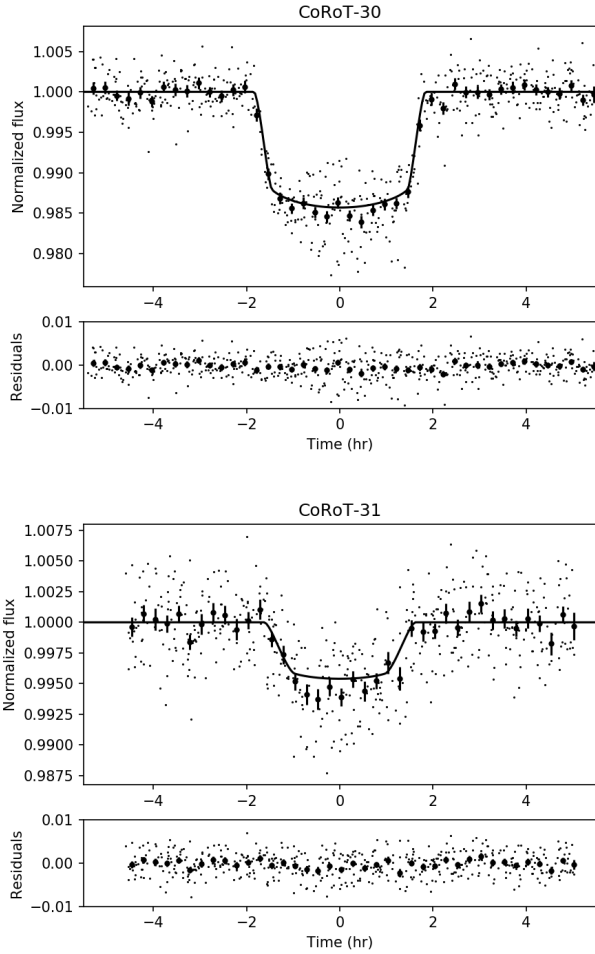 CoRoT-30
1.005
1.000
0.995
0.990
0.985
0.980
Normalized flux
−4 −2 0 2 4
0.01
0.00
−0.01
Residuals
−4 −2 0 2 4
Time (hr)
CoRoT-31
1.0075
1.0050
1.0025
1.0000
0.9975
0.9950
0.9925
0.9900
0.9875
Normalized flux
−4 −2 0 2 4
0.01
0.00
−0.01
Residuals
−4 −2 0 2 4
Time (hr)